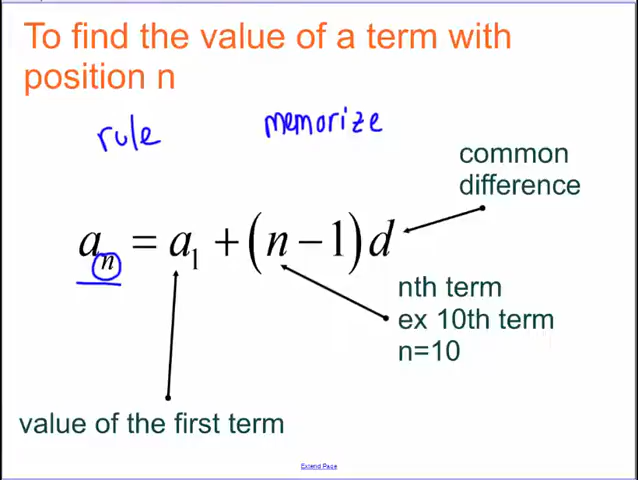 To find the value of a term with
position n
rule memorize
common
difference
aₙ = a₁ + (n − 1)d
nth term
ex 10th term
n=10
value of the first term
Extend Page